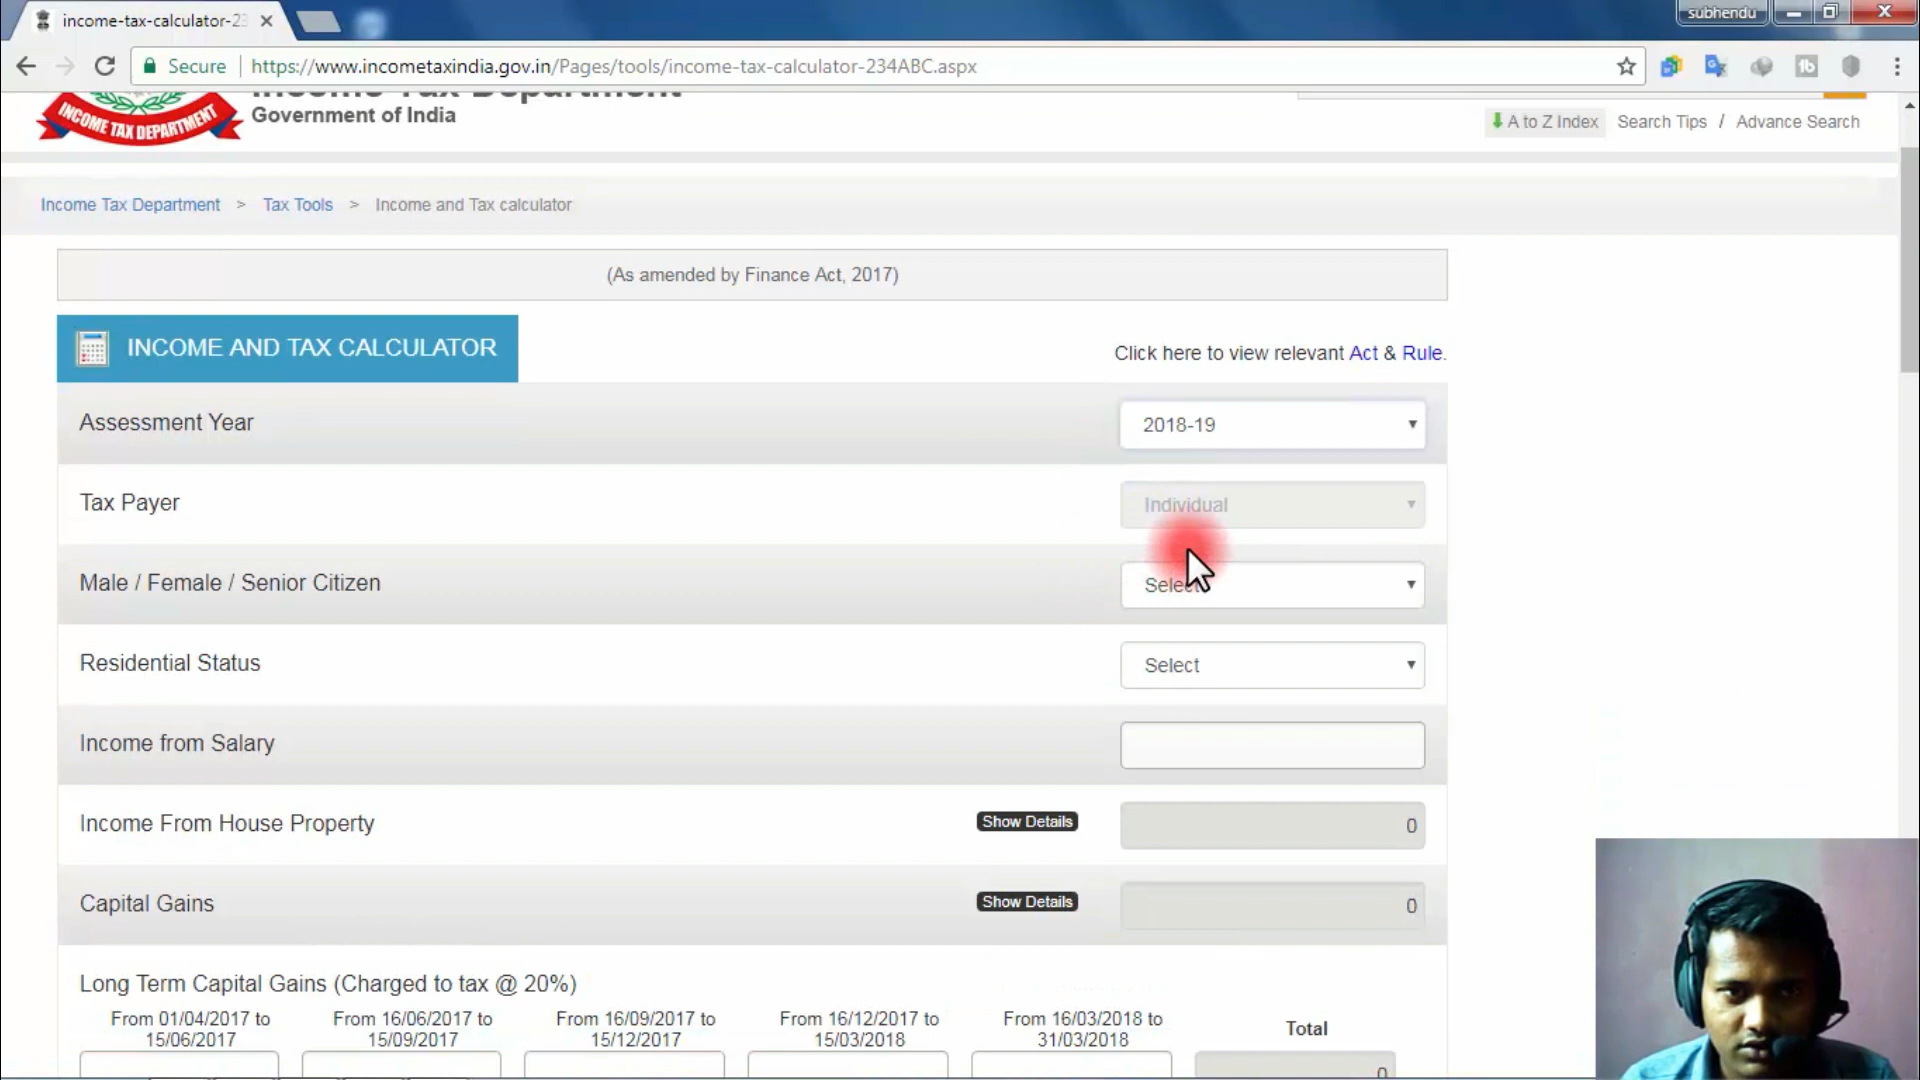 income-tax-calculator-23
subhendu
Secure
https://www.incometaxindia.gov.in/Pages/tools/income-tax-calculator-234ABC.aspx
Income Tax Department
INCOME TAX DEPARTMENT
Government of India
A to Z Index
Search Tips / Advance Search
Income Tax Department > Tax Tools > Income and Tax calculator
(As amended by Finance Act, 2017)
INCOME AND TAX CALCULATOR
Click here to view relevant Act & Rule.
Assessment Year
2018-19
Tax Payer
Individual
Male / Female / Senior Citizen
Select
Residential Status
Select
Income from Salary
Income From House Property
Show Details
0
Capital Gains
Show Details
0
Long Term Capital Gains (Charged to tax @ 20%)
From 01/04/2017 to
15/06/2017
From 16/06/2017 to
15/09/2017
From 16/09/2017 to
15/12/2017
From 16/12/2017 to
15/03/2018
From 16/03/2018 to
31/03/2018
Total
0